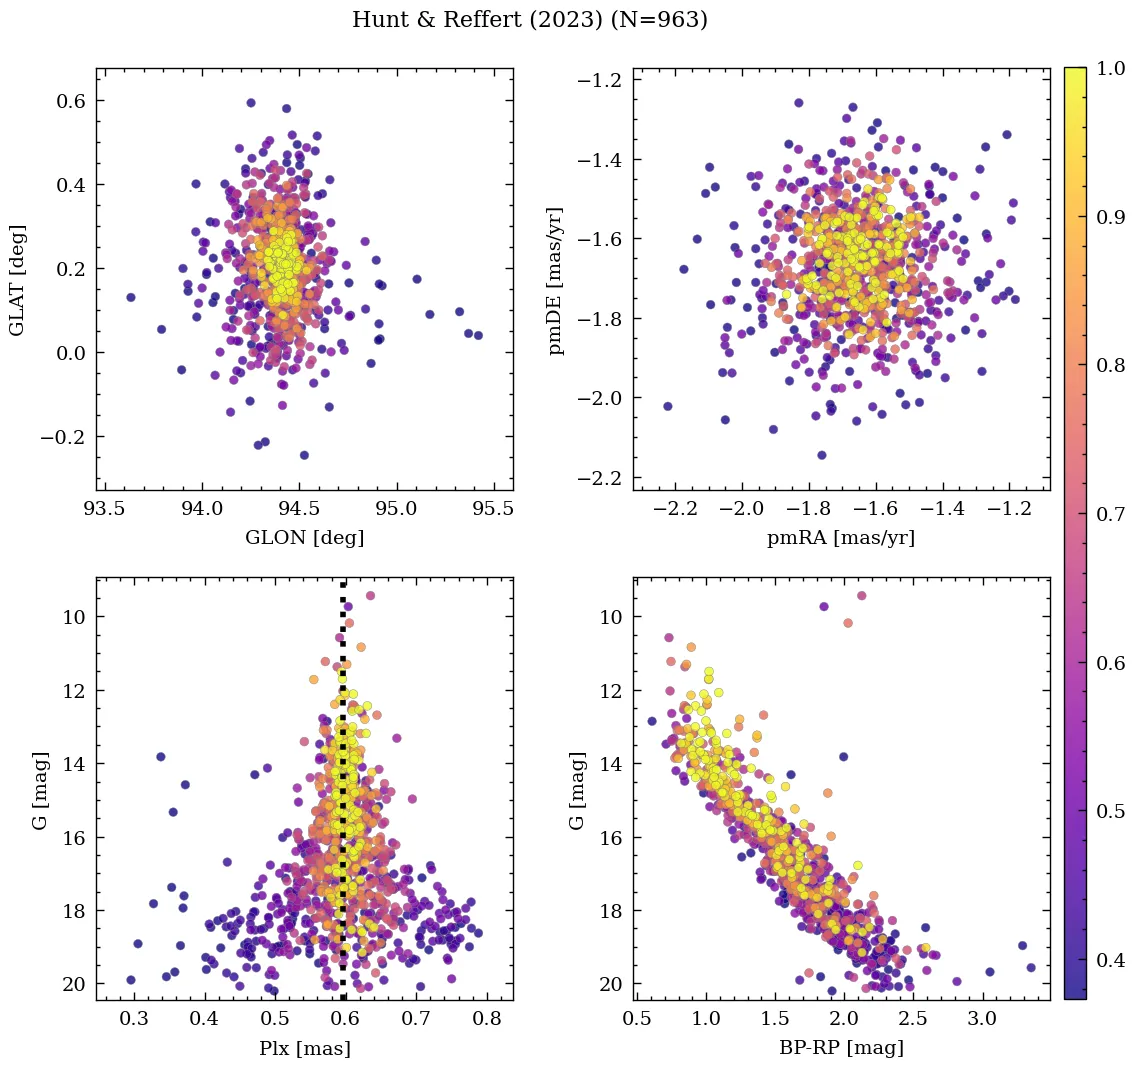 Hunt & Reffert (2023) (N=963)
0.6
0.4
0.2
0.0
−0.2
GLAT [deg]
93.5 94.0 94.5 95.0 95.5
GLON [deg]
−1.2
−1.4
−1.6
−1.8
−2.0
−2.2
pmDE [mas/yr]
−2.2 −2.0 −1.8 −1.6 −1.4 −1.2
pmRA [mas/yr]
10
12
14
16
18
20
G [mag]
0.3 0.4 0.5 0.6 0.7 0.8
Plx [mas]
10
12
14
16
18
20
G [mag]
0.5 1.0 1.5 2.0 2.5 3.0
BP-RP [mag]
1.0
0.9
0.8
0.7
0.6
0.5
0.4